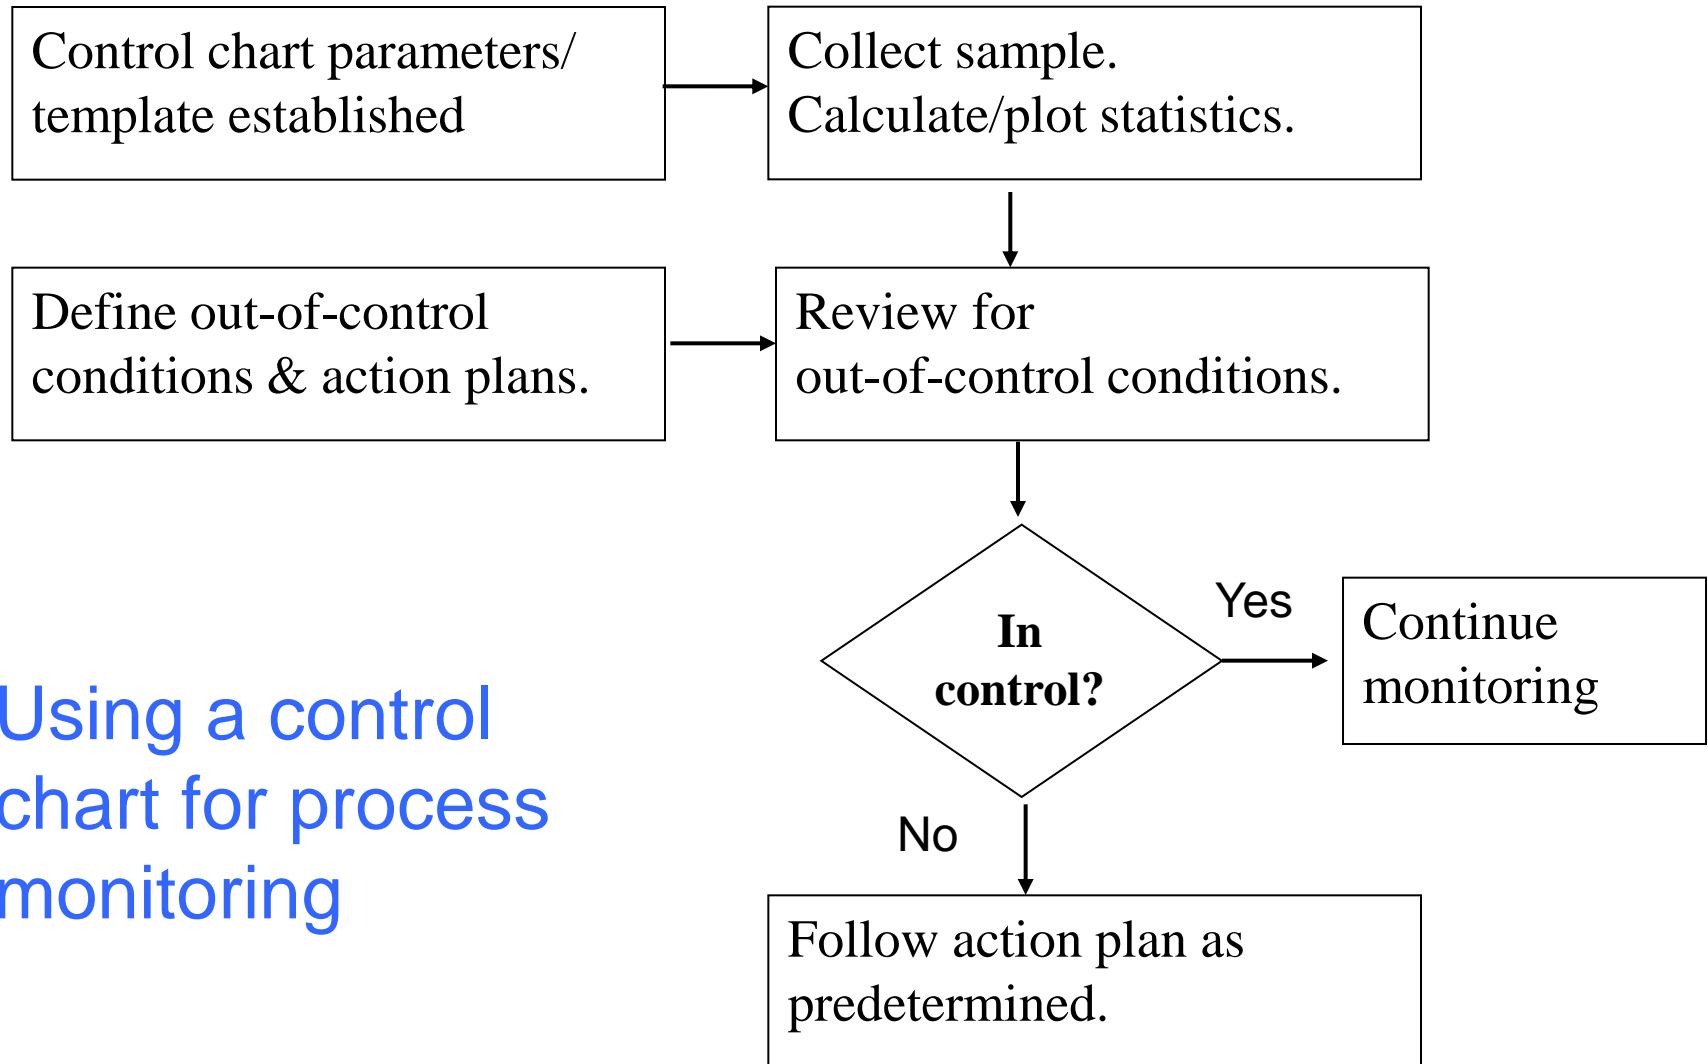 Control chart parameters/
template established
Collect sample.
Calculate/plot statistics.
Define out-of-control
conditions & action plans.
Review for
out-of-control conditions.
In
control?
Yes
Continue
monitoring
No
Follow action plan as
predetermined.
Using a control
chart for process
monitoring